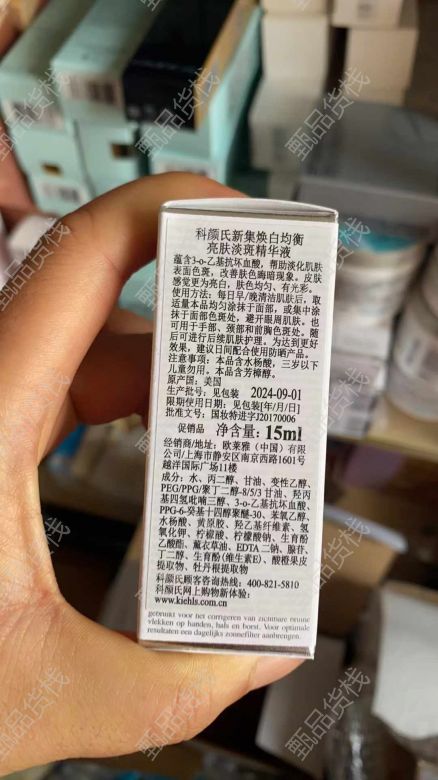 科颜氏新集焕白均衡
亮肤淡斑精华液
蕴含3-o-乙基抗坏血酸，帮助淡化肌肤
表面色斑，改善肤色晦暗现象。皮肤
感觉更为亮白，肤色均匀、有光彩。
使用方法：每日早/晚清洁肌肤后，取
适量本品均匀涂抹于面部，或集中涂
抹于面部色斑处，避开眼周肌肤。也
可用于手部、颈部和前胸色斑处。随
后可进行后续肌肤护理。为达到更好
效果，建议日间配合使用防晒产品。
注意事项：本品含水杨酸，三岁以下
儿童勿用。本品含芳樟醇。
原产国：美国
生产批号：见包装 2024-09-01
限期使用日期：见包装[年/月/日]
批准文号：国妆特进字J20170006
促销品 净含量：15ml
经销商/地址：欧莱雅（中国）有限
公司/上海市静安区南京西路1601号
越洋国际广场11楼
成分：水、丙二醇、甘油、变性乙醇、
PEG/PPG/聚丁二醇-8/5/3 甘油、羟丙
基四氢吡喃三醇、3-o-乙基抗坏血酸、
PPG-6-癸基十四醇聚醚-30、苯氧乙醇、
水杨酸、黄原胶、羟乙基纤维素、氢
氧化钾、柠檬酸、柠檬酸钠、生育酚
乙酸酯、薰衣草油、EDTA 二钠、腺苷、
丁二醇、生育酚(维生素E)、酸橙果皮
提取物、牡丹根提取物
科颜氏顾客咨询热线：400-821-5810
科颜氏网上购物新体验：
www.kiehls.com.cn
gebruikt voor het corrigeren van zichtbare bruine
vlekken op handen, hals en borst. Voor optimale
resultaten een dagelijks zonnefilter aanbrengen.
甄品货栈